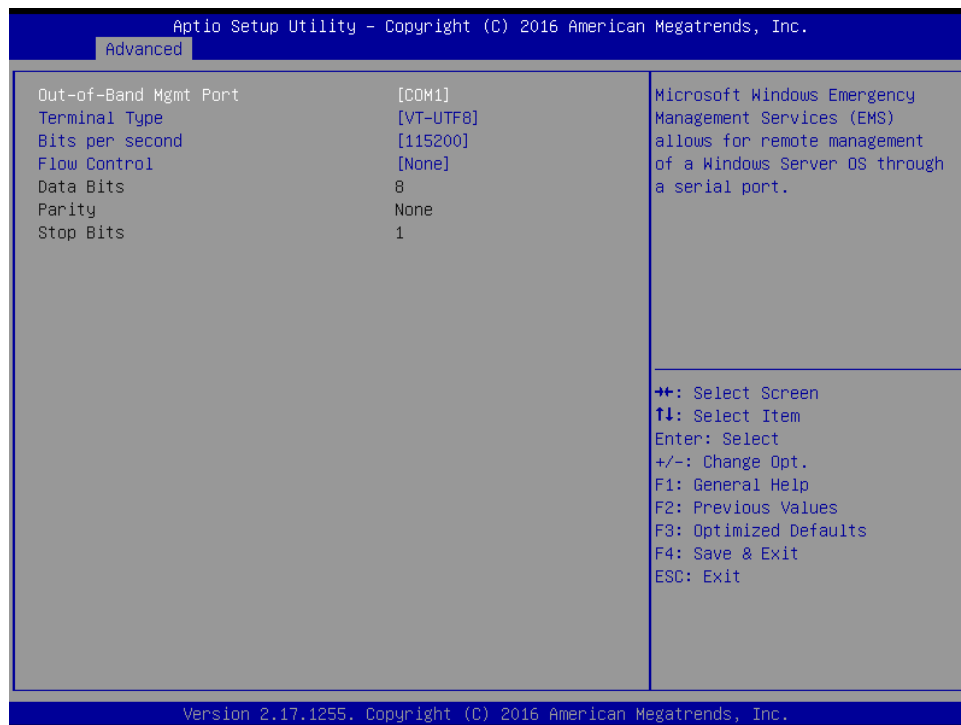 Aptio Setup Utility – Copyright (C) 2016 American Megatrends, Inc.
Advanced
Out-of-Band Mgmt Port [COM1]
Terminal Type [VT-UTF8]
Bits per second [115200]
Flow Control [None]
Data Bits 8
Parity None
Stop Bits 1
Microsoft Windows Emergency
Management Services (EMS)
allows for remote management
of a Windows Server OS through
a serial port.
→←: Select Screen
↑↓: Select Item
Enter: Select
+/-: Change Opt.
F1: General Help
F2: Previous Values
F3: Optimized Defaults
F4: Save & Exit
ESC: Exit
Version 2.17.1255. Copyright (C) 2016 American Megatrends, Inc.